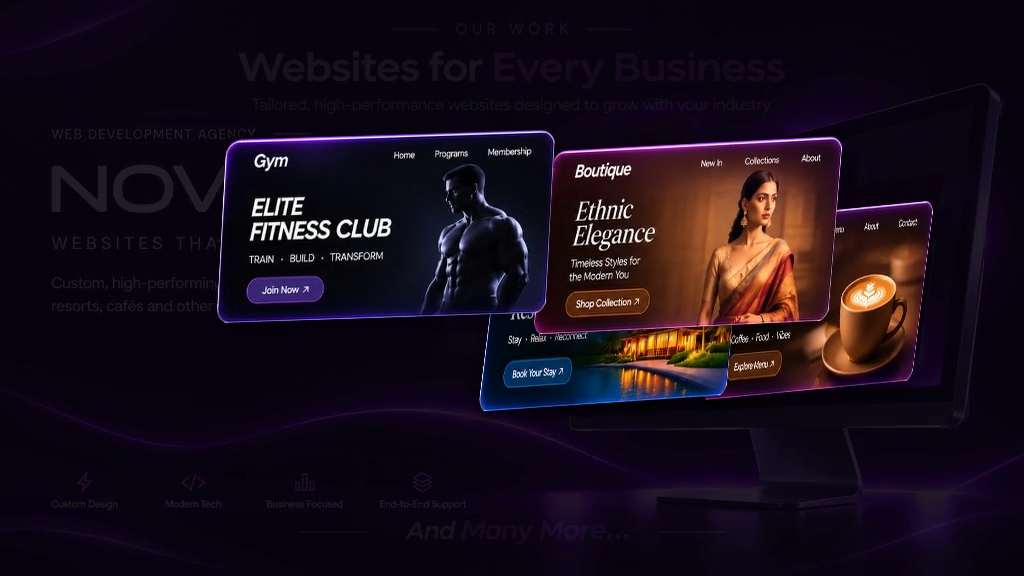 OUR WORK
Websites for Every Business
Tailored, high-performance websites designed to grow with your industry.
WEB DEVELOPMENT AGENCY
NOV
WEBSITES THA
Custom, high-performin
resorts, cafés and other
Gym
Home Programs Membership
ELITE
FITNESS CLUB
TRAIN · BUILD · TRANSFORM
Join Now ↗
Boutique
New In Collections About
Ethnic
Elegance
Timeless Styles for
the Modern You
Shop Collection ↗
Stay · Relax · Reconnect
Book Your Stay ↗
About Contact
Coffee · Food · Vibes
Explore Menu ↗
Custom Design
Modern Tech
Business Focused
End-to-End Support
And Many More...